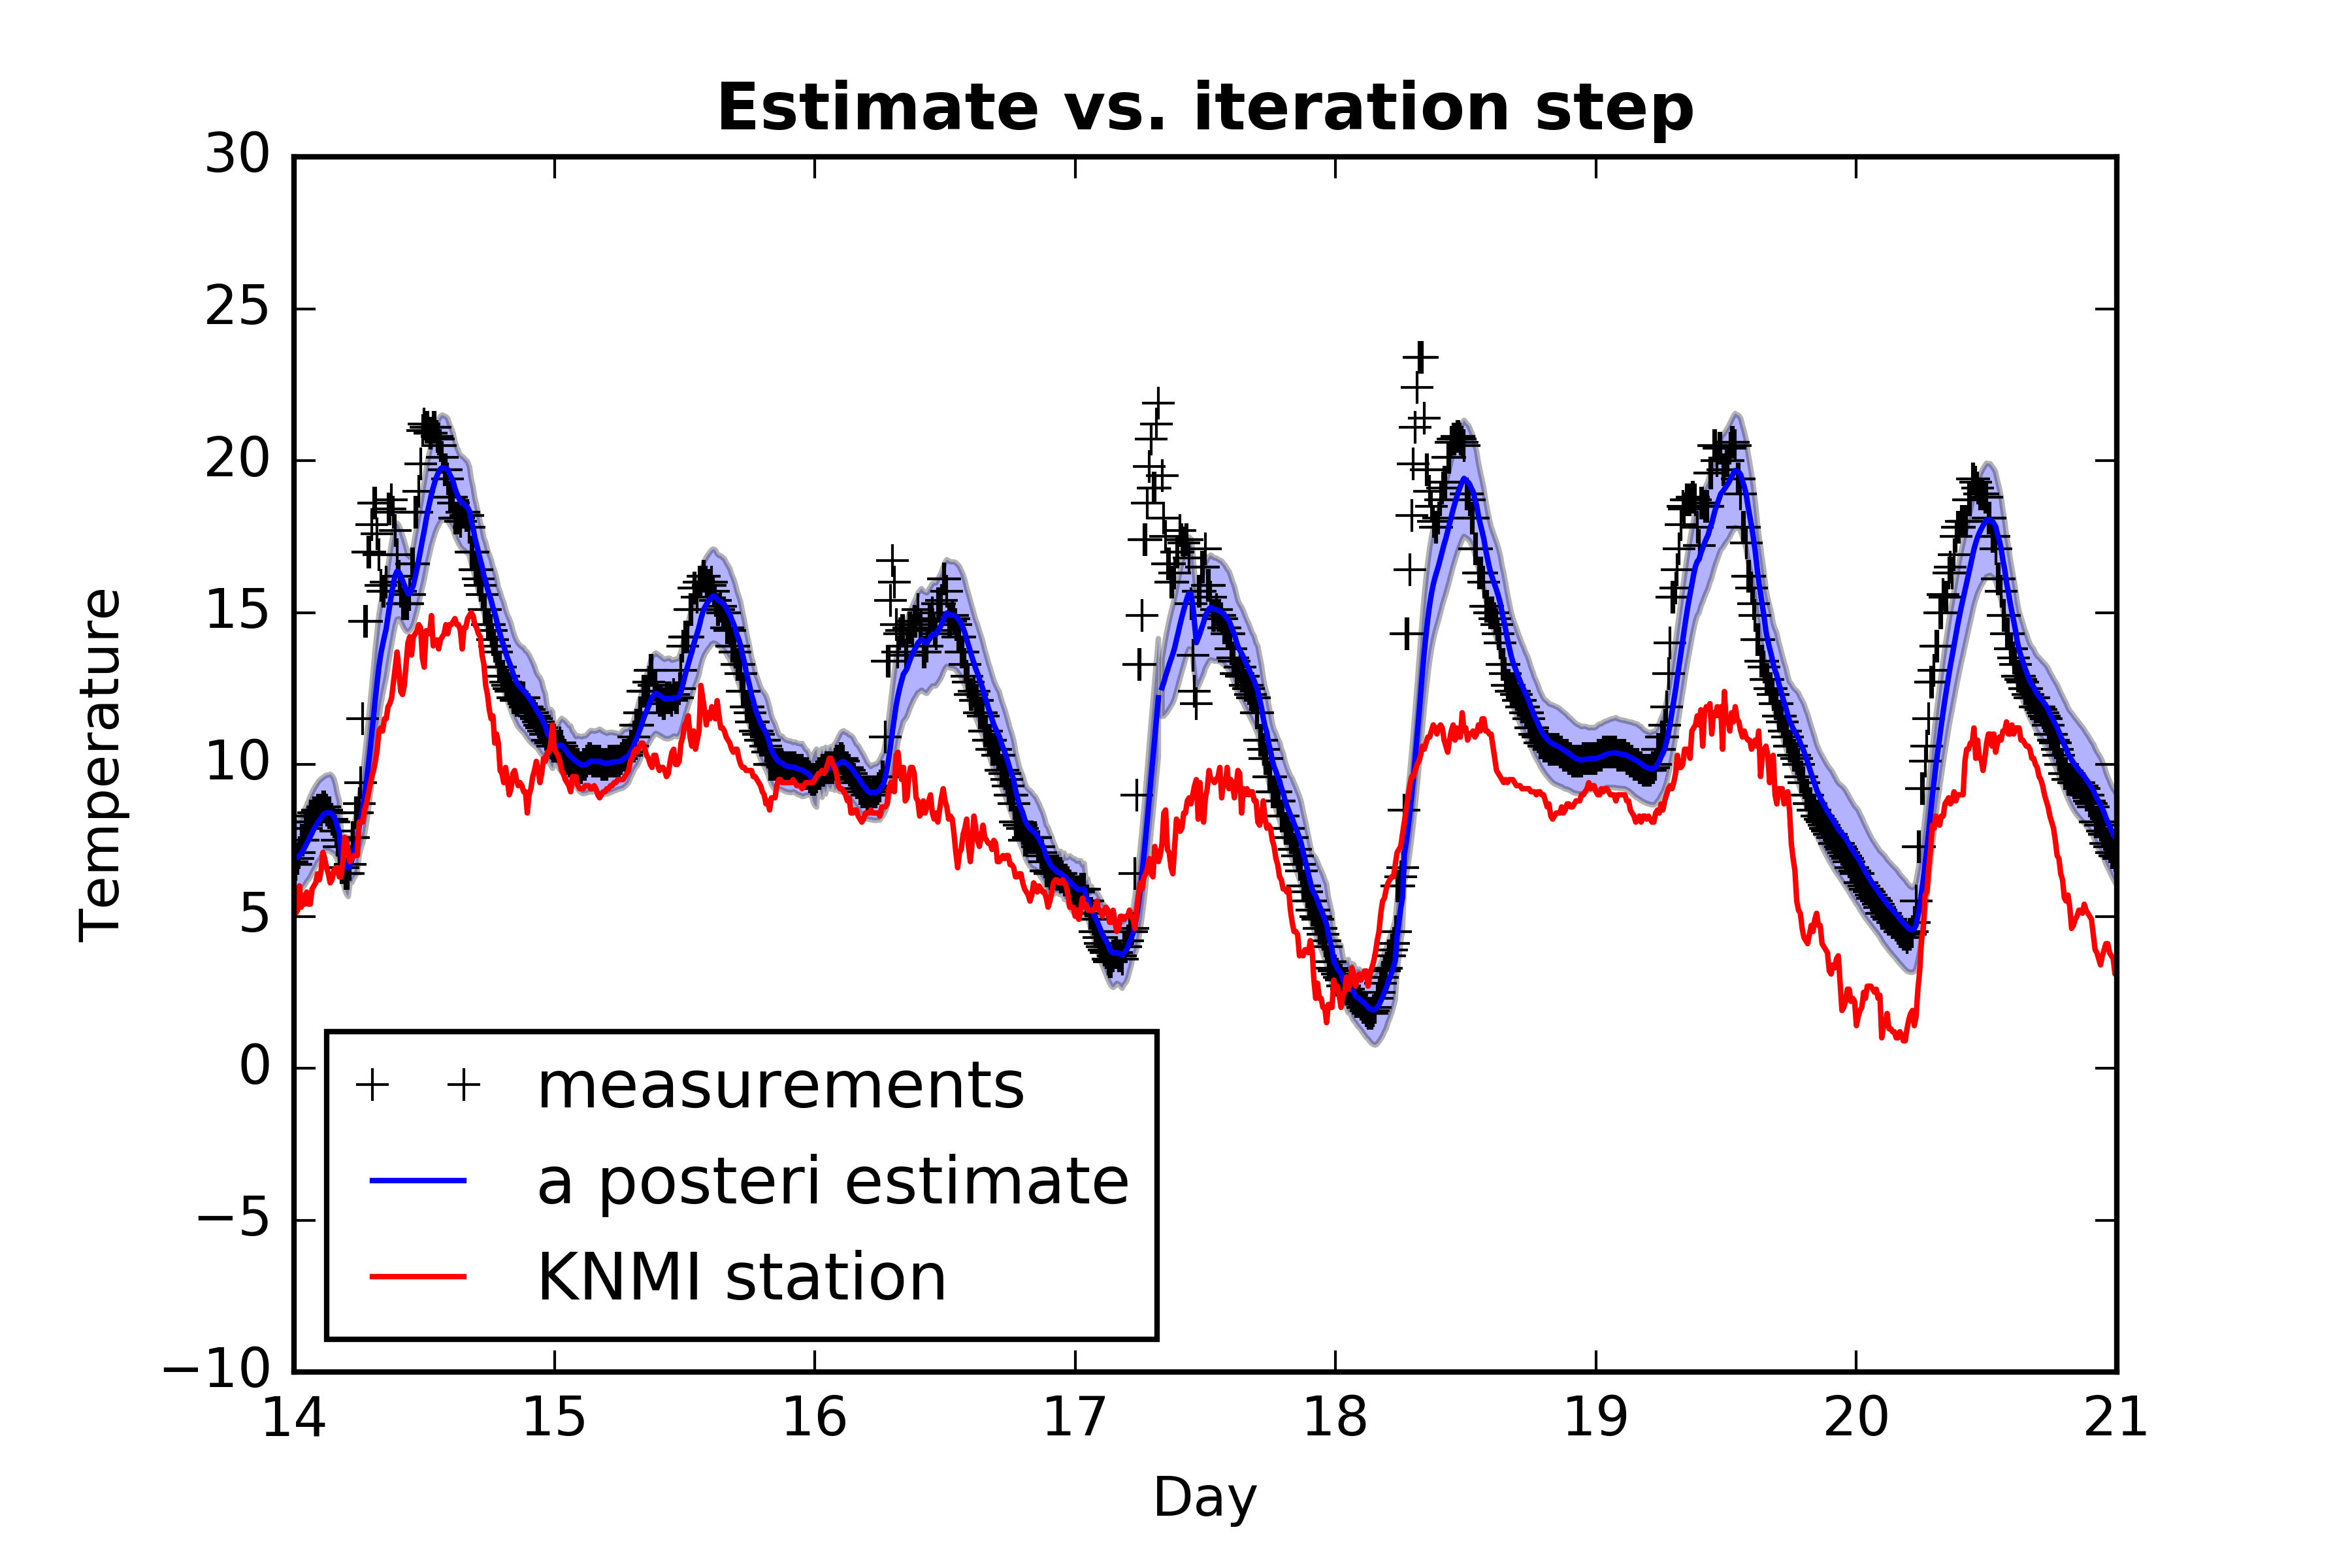 Estimate vs. iteration step
30
25
20
15
10
5
0
−5
−10
Temperature
measurements
a posteri estimate
KNMI station
14 15 16 17 18 19 20 21
Day